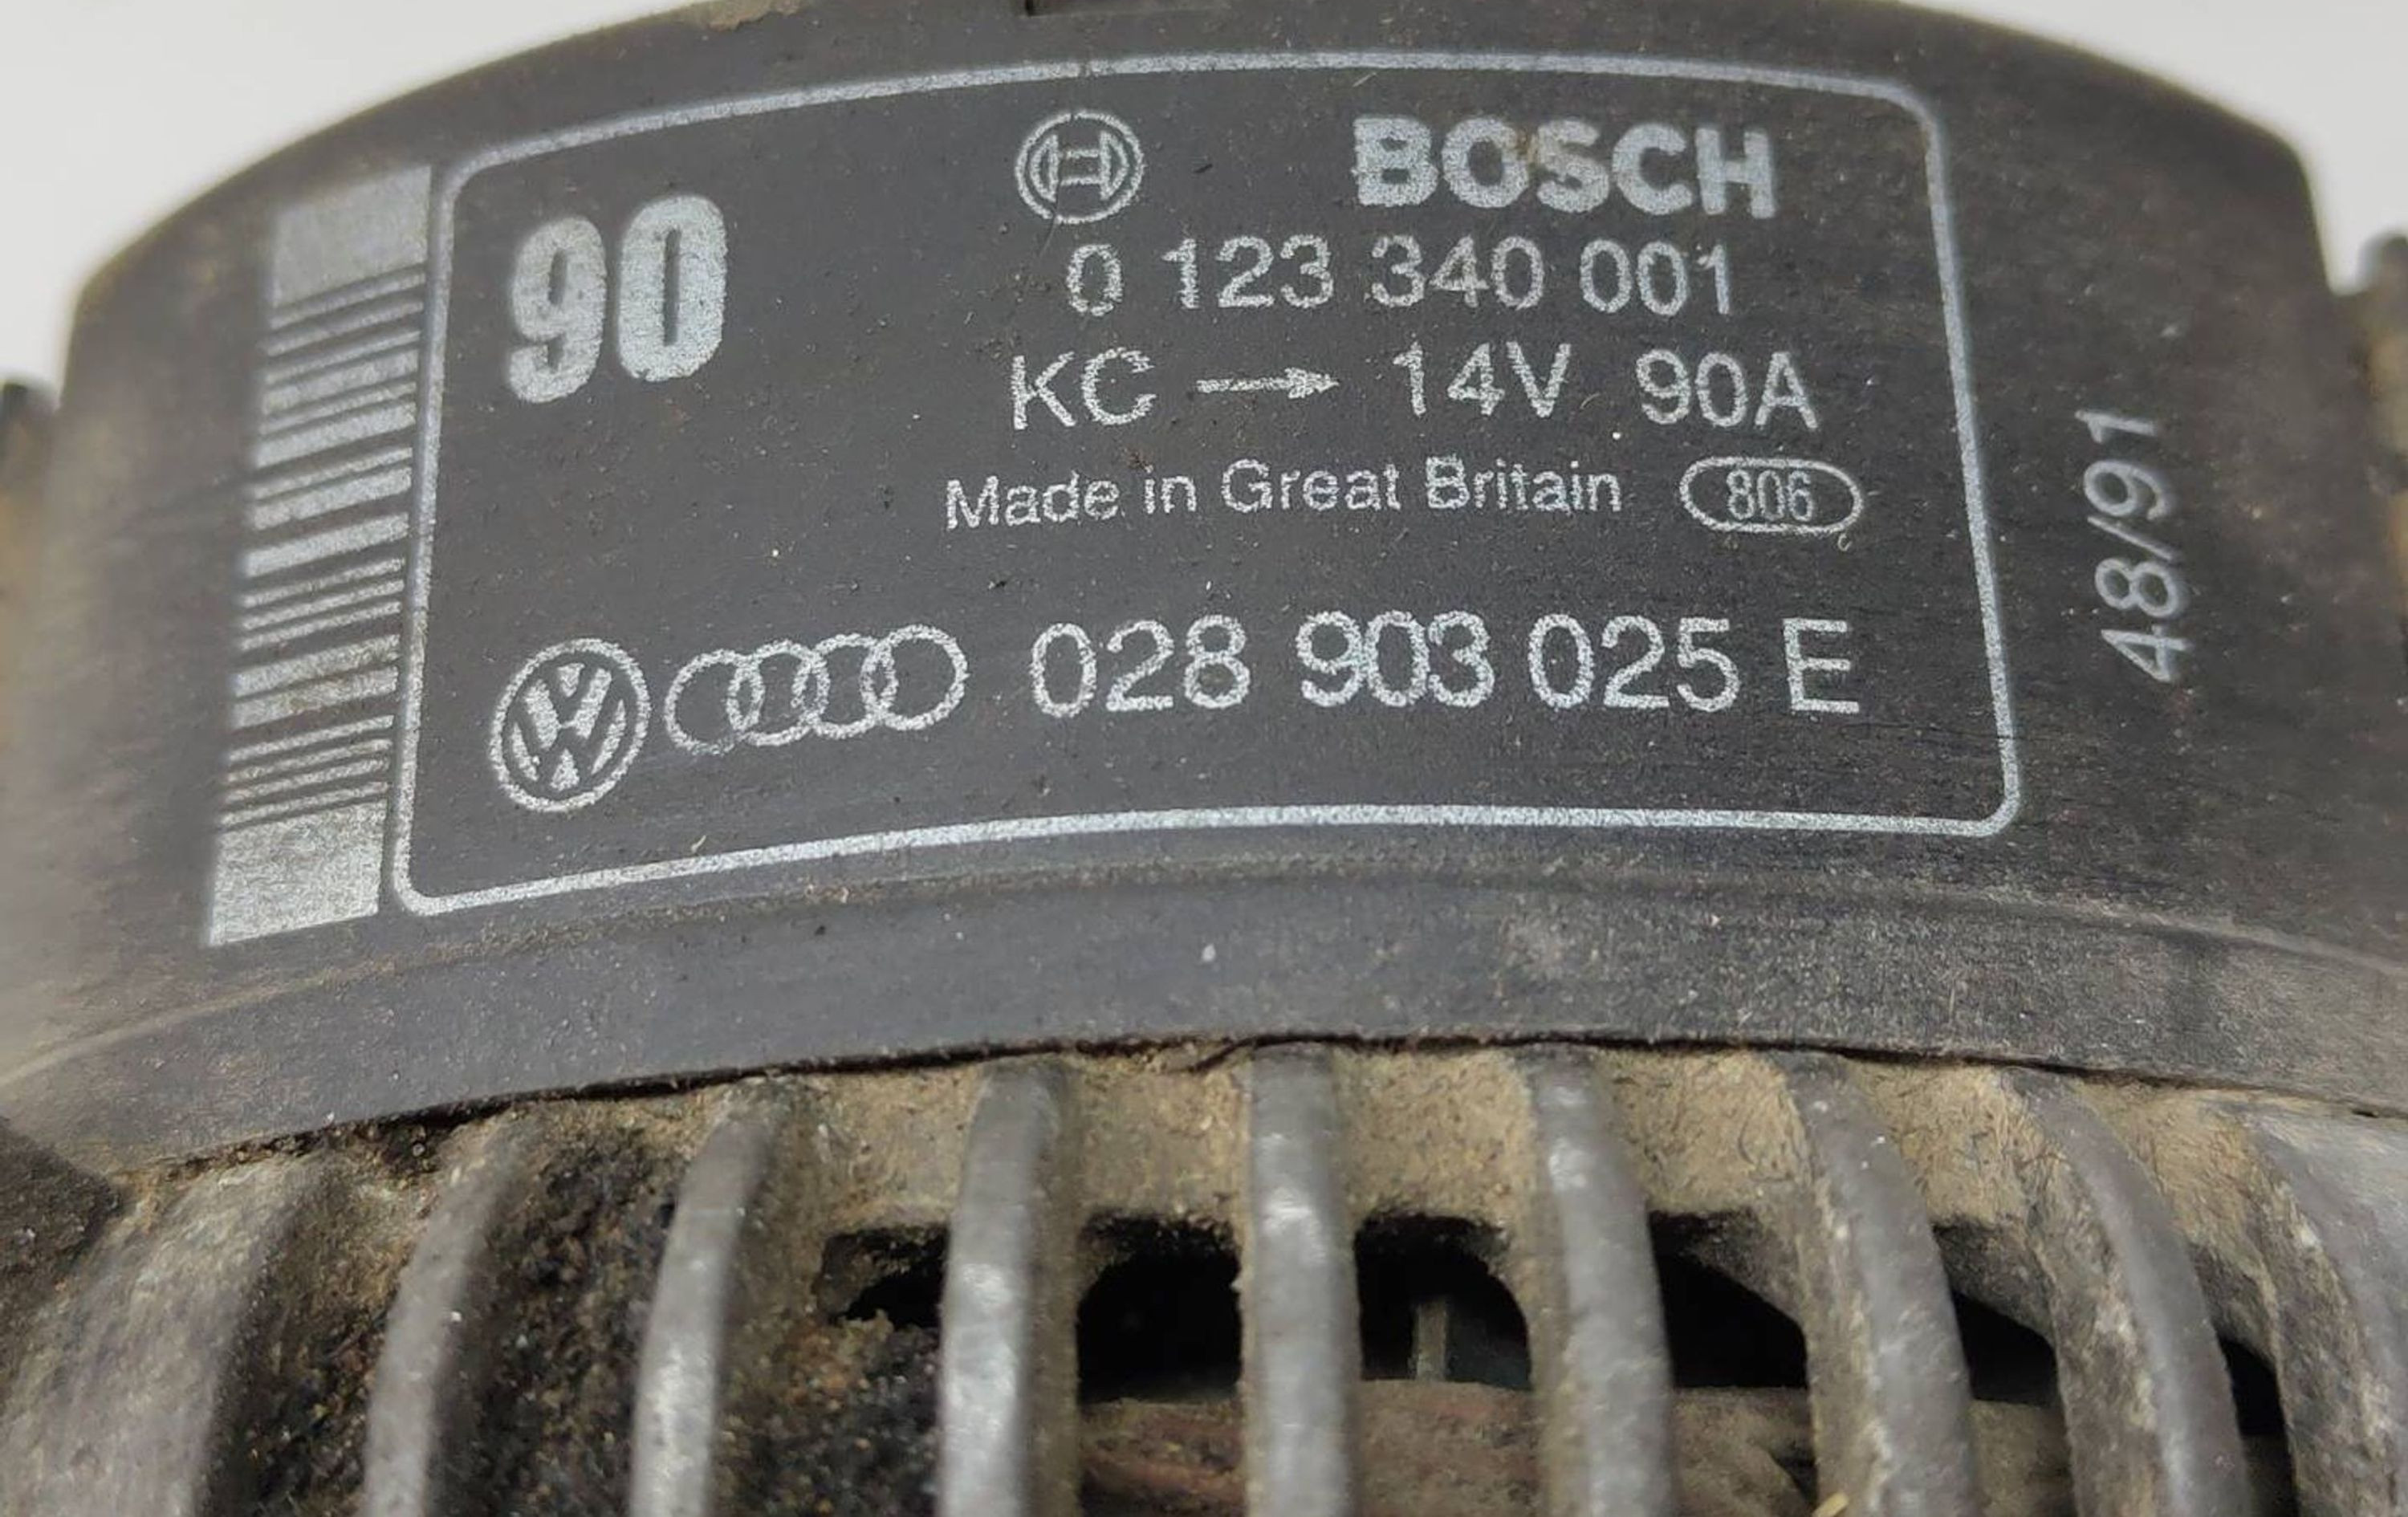 90
BOSCH
0 123 340 001
KC → 14V 90A
Made in Great Britain 806
028 903 025 E
48/91